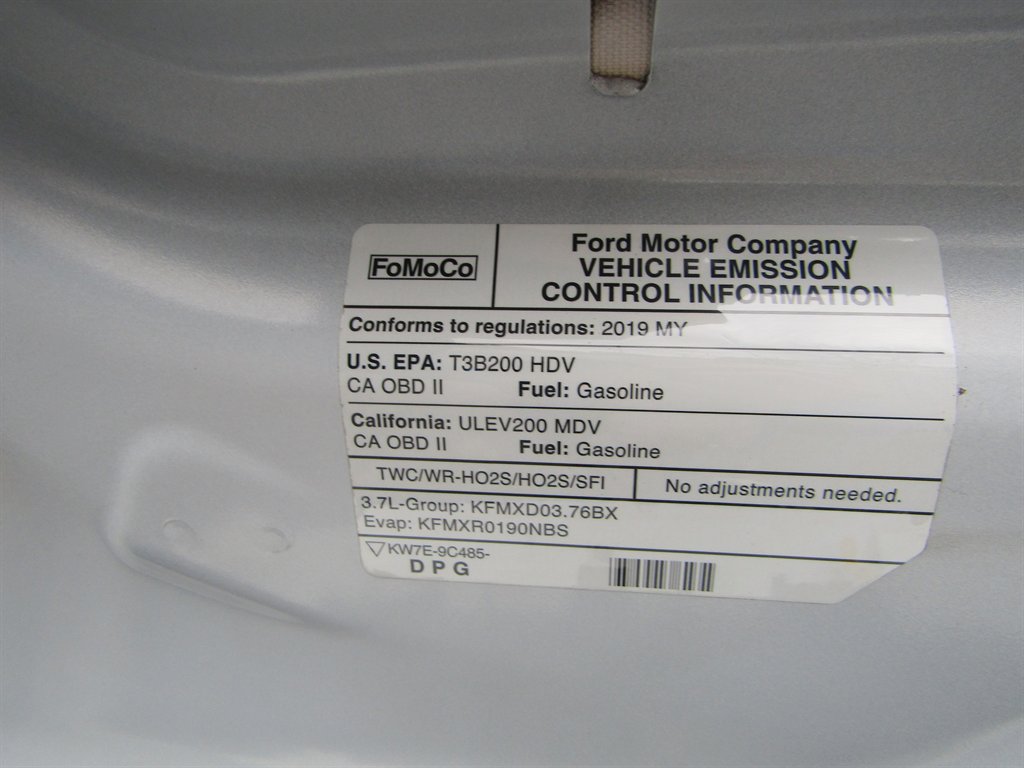 FoMoCo
Ford Motor Company
VEHICLE EMISSION
CONTROL INFORMATION
Conforms to regulations: 2019 MY
U.S. EPA: T3B200 HDV
CA OBD II Fuel: Gasoline
California: ULEV200 MDV
CA OBD II Fuel: Gasoline
TWC/WR-HO2S/HO2S/SFI
No adjustments needed.
3.7L-Group: KFMXD03.76BX
Evap: KFMXR0190NBS
KW7E-9C485-
D P G